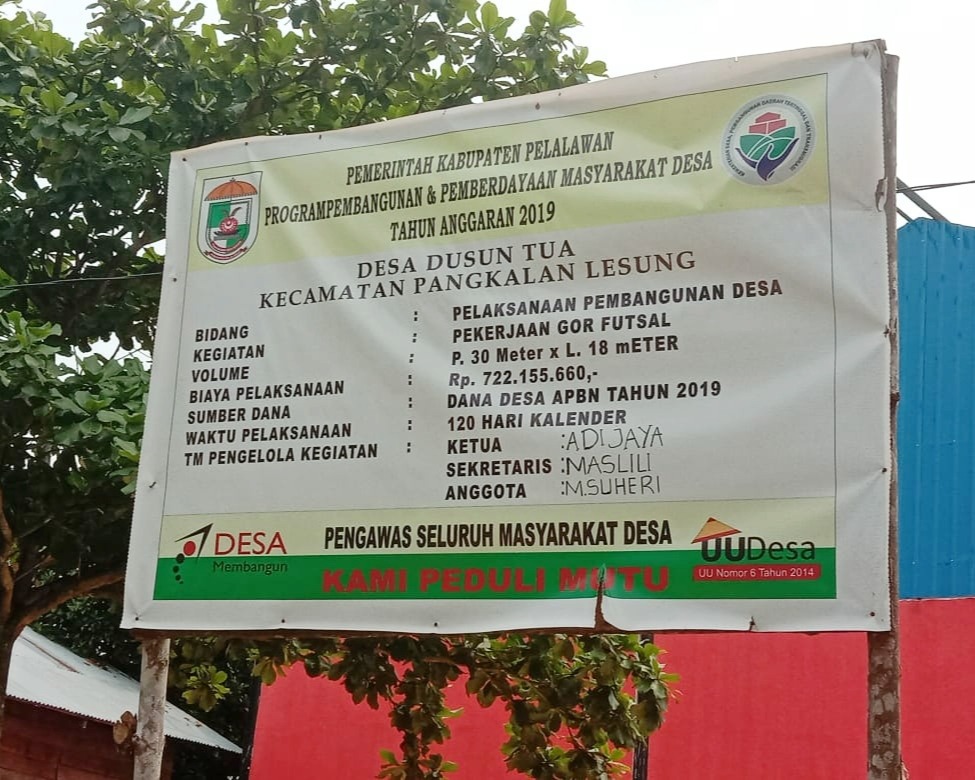 PEMERINTAH KABUPATEN PELALAWAN
PROGRAMPEMBANGUNAN & PEMBERDAYAAN MASYARAKAT DESA
TAHUN ANGGARAN 2019
DESA DUSUN TUA
KECAMATAN PANGKALAN LESUNG
BIDANG : PELAKSANAAN PEMBANGUNAN DESA
KEGIATAN : PEKERJAAN GOR FUTSAL
VOLUME : P. 30 Meter x L. 18 mETER
BIAYA PELAKSANAAN : Rp. 722.155.660,-
SUMBER DANA : DANA DESA APBN TAHUN 2019
WAKTU PELAKSANAAN : 120 HARI KALENDER
TM PENGELOLA KEGIATAN : KETUA :ADI JAYA
SEKRETARIS :MASLILI
ANGGOTA :M.SUHERI
DESA Membangun
PENGAWAS SELURUH MASYARAKAT DESA
KAMI PEDULI MUTU
UUDesa
UU Nomor 6 Tahun 2014